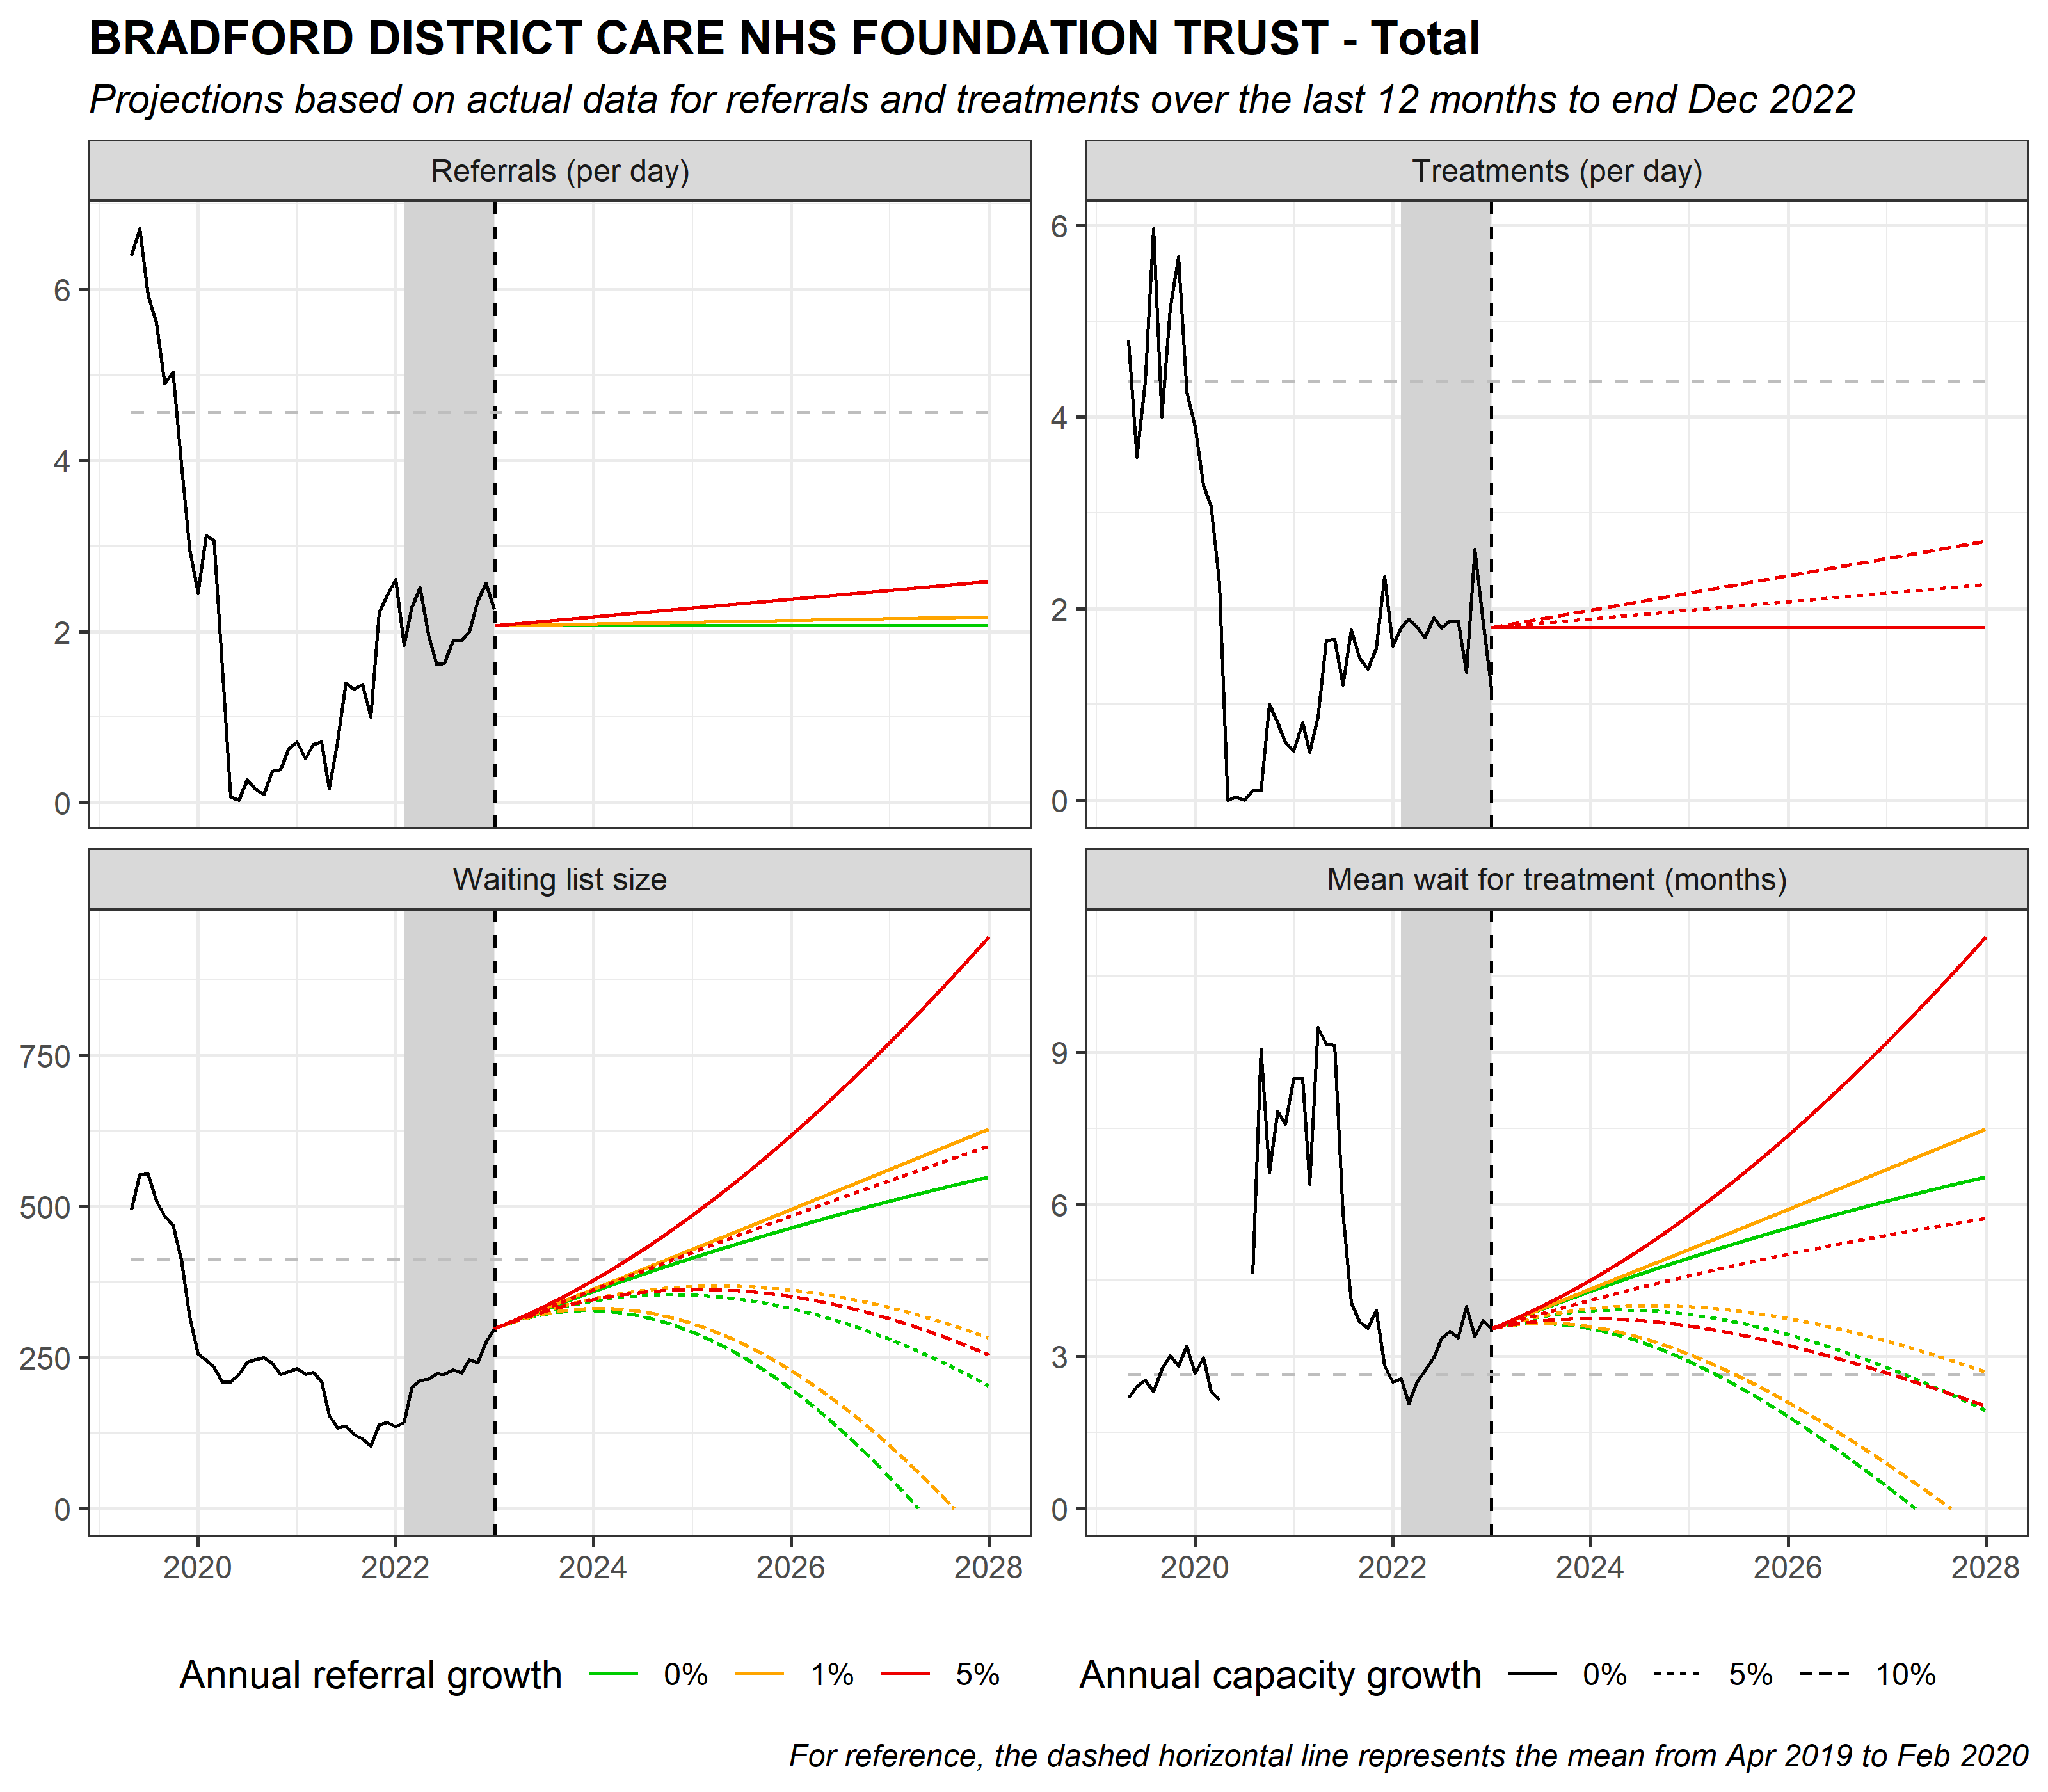 BRADFORD DISTRICT CARE NHS FOUNDATION TRUST - Total
Projections based on actual data for referrals and treatments over the last 12 months to end Dec 2022
Referrals (per day)
6
4
2
0
Treatments (per day)
6
4
2
0
Waiting list size
750
500
250
0
2020 2022 2024 2026 2028
Mean wait for treatment (months)
9
6
3
0
2020 2022 2024 2026 2028
Annual referral growth 0% 1% 5%
Annual capacity growth 0% 5% 10%
For reference, the dashed horizontal line represents the mean from Apr 2019 to Feb 2020